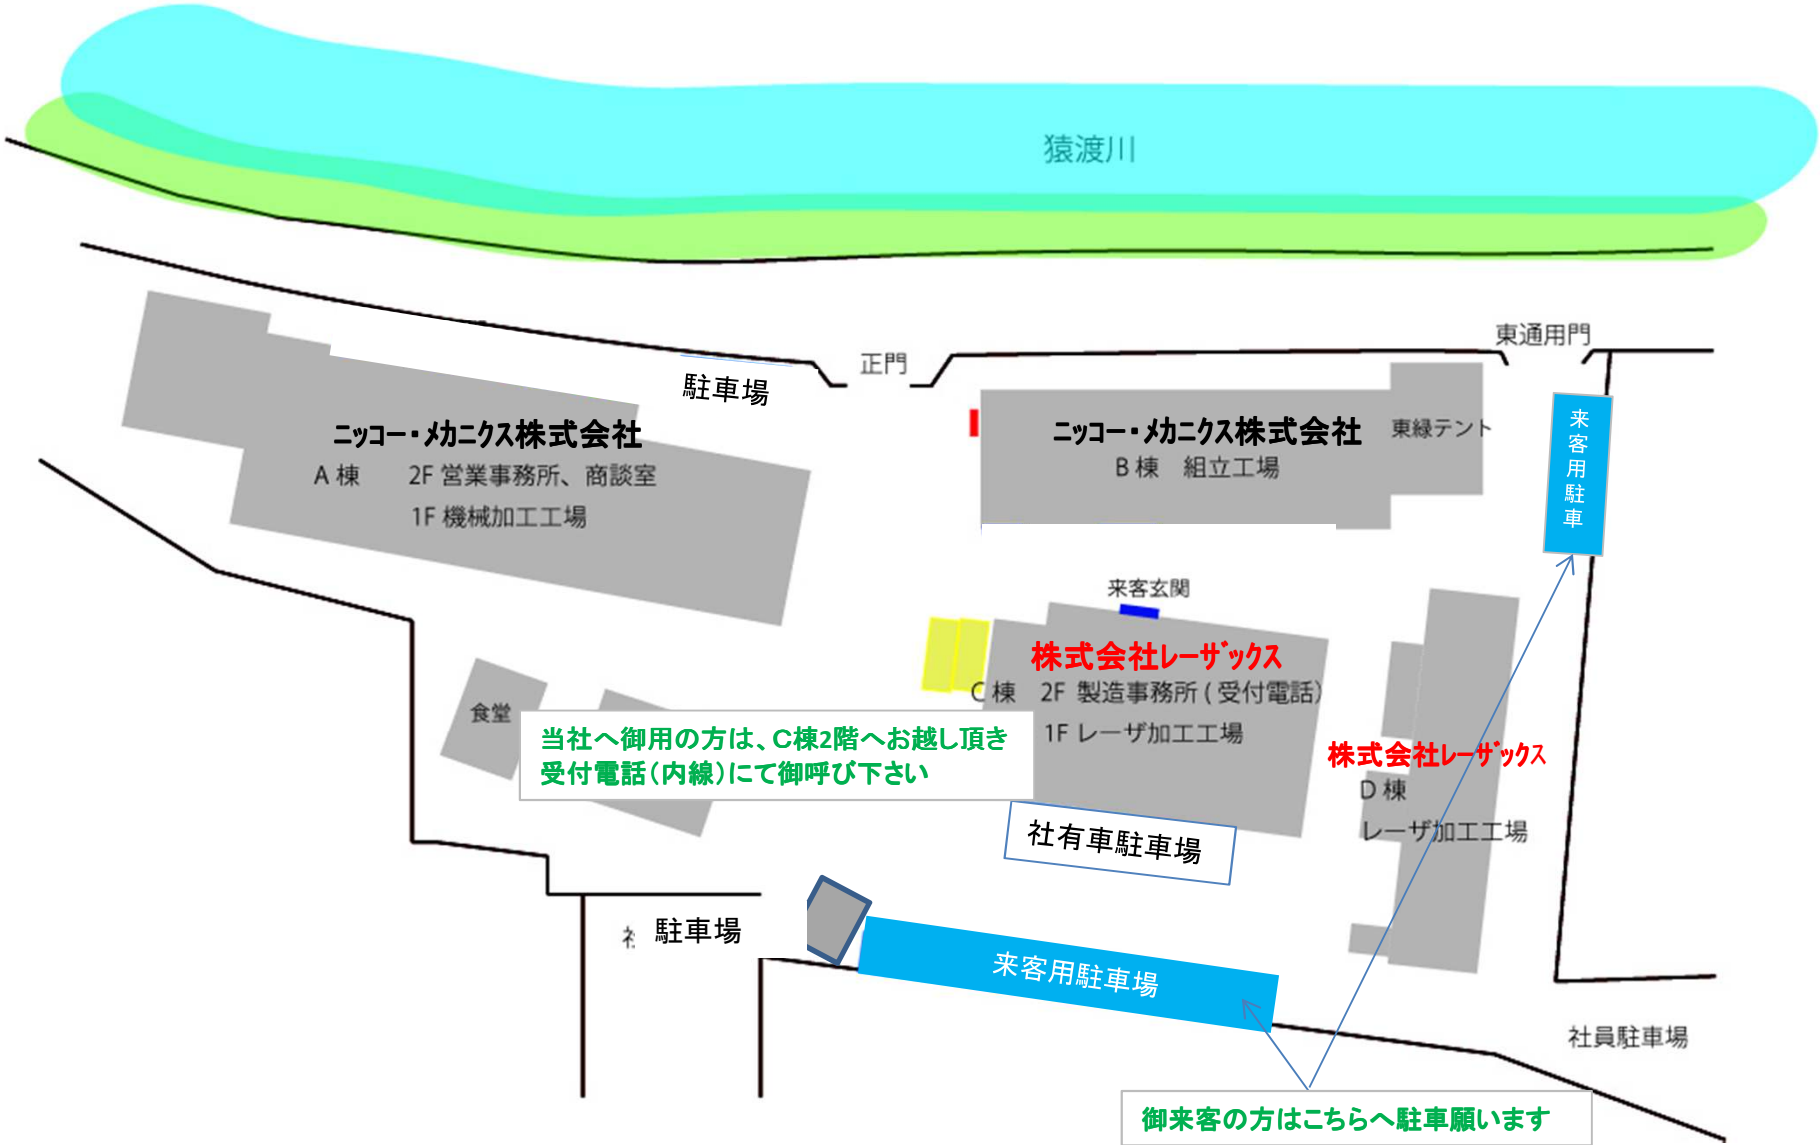 猿渡川
東通用門
正門
駐車場
ニッコー・メカニクス株式会社
A 棟 2F 営業事務所、商談室
1F 機械加工工場
ニッコー・メカニクス株式会社
B 棟 組立工場
東緑テント
来客用駐車
来客玄関
株式会社レーザックス
C 棟 2F 製造事務所 ( 受付電話)
1F レーザ加工工場
食堂
当社へ御用の方は、C棟2階へお越し頂き
受付電話(内線)にて御呼び下さい
株式会社レーザックス
D 棟
レーザ加工工場
社有車駐車場
駐車場
来客用駐車場
社員駐車場
御来客の方はこちらへ駐車願います